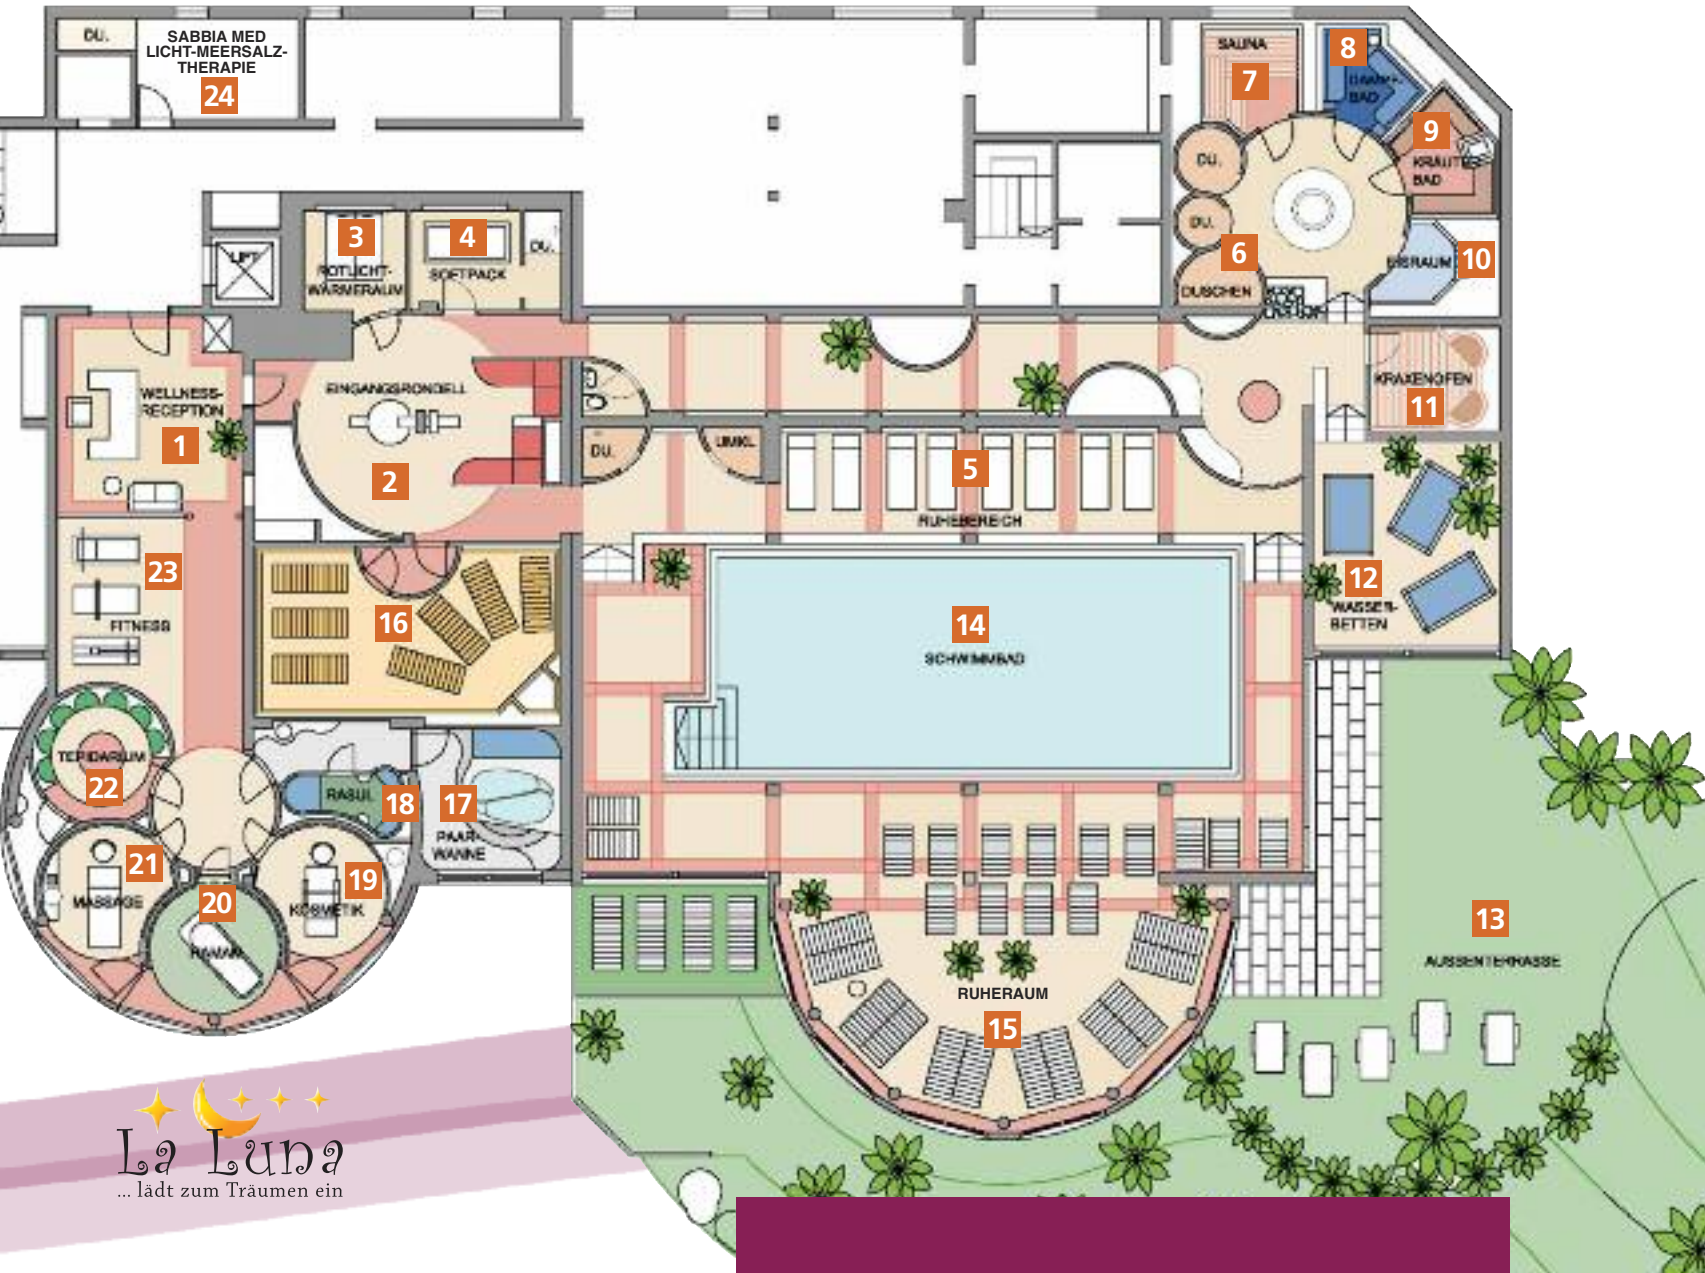 DU.
SABBIA MED
LICHT-MEERSALZ-
THERAPIE
24
SAUNA
7
8
DAMPF-
BAD
9
KRÄUTER-
BAD
DU.
DU.
6
DUSCHEN
EISRAUM
10
LIFT
3
ROTLICHT-
WÄRMERAUM
4
SOFTPACK
DU.
WELLNESS-
RECEPTION
1
EINGANGSRONDELL
2
KRAXENOFEN
11
DU.
UMKL.
5
RUHEBEREICH
12
WASSER-
BETTEN
23
FITNESS
16
14
SCHWIMMBAD
TEPIDARIUM
22
RASUL
18
17
PAAR-
WANNE
21
MASSAGE
20
HAMAM
19
KOSMETIK
13
AUSSENTERRASSE
RUHERAUM
15
La Luna
... lädt zum Träumen ein